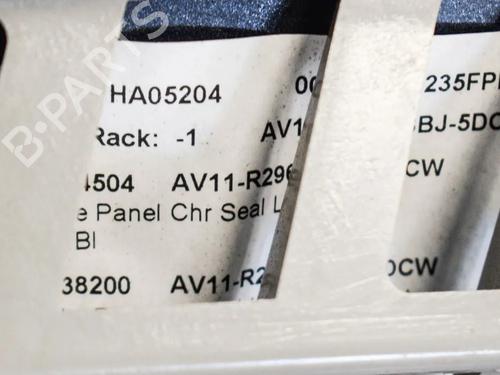 B-PARTS
HA05204 00 235FP
Rack: -1 AV1 BJ-5DC
4504 AV11-R296 CW
e Panel Chr Seal L
Bl
38200 AV11-R2 DCW